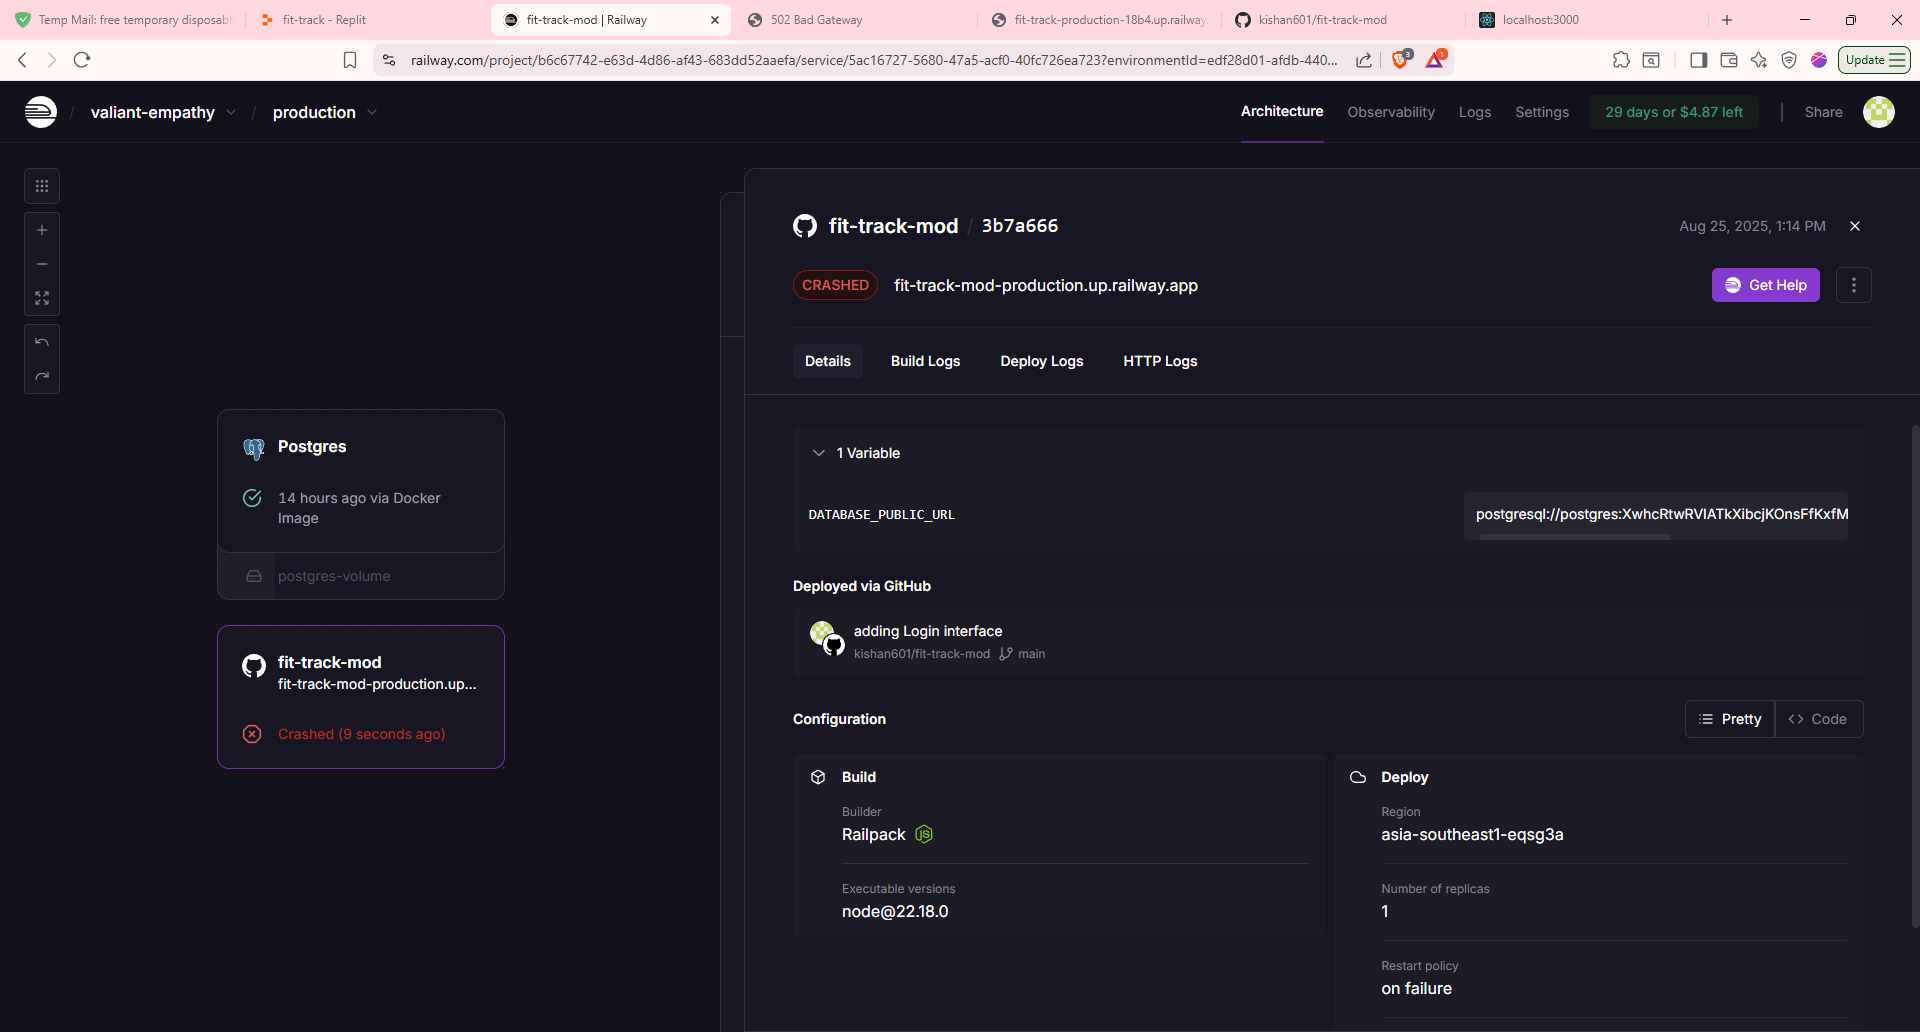 Temp Mail: free temporary disposabl
fit-track - Replit
fit-track-mod | Railway
502 Bad Gateway
fit-track-production-18b4.up.railway.
kishan601/fit-track-mod
localhost:3000
railway.com/project/b6c67742-e63d-4d86-af43-683dd52aaefa/service/5ac16727-5680-47a5-acf0-40fc726ea723?environmentId=edf28d01-afdb-440...
3
1
Update
valiant-empathy
/
production
Architecture
Observability
Logs
Settings
29 days or $4.87 left
Share
fit-track-mod / 3b7a666
Aug 25, 2025, 1:14 PM
CRASHED
fit-track-mod-production.up.railway.app
Get Help
Details
Build Logs
Deploy Logs
HTTP Logs
Postgres
14 hours ago via Docker
Image
postgres-volume
fit-track-mod
fit-track-mod-production.up...
Crashed (9 seconds ago)
1 Variable
DATABASE_PUBLIC_URL
postgresql://postgres:XwhcRtwRVIATkXibcjKOnsFfKxfM
Deployed via GitHub
adding Login interface
kishan601/fit-track-mod
main
Configuration
Pretty
Code
Build
Builder
Railpack
Executable versions
node@22.18.0
Deploy
Region
asia-southeast1-eqsg3a
Number of replicas
1
Restart policy
on failure